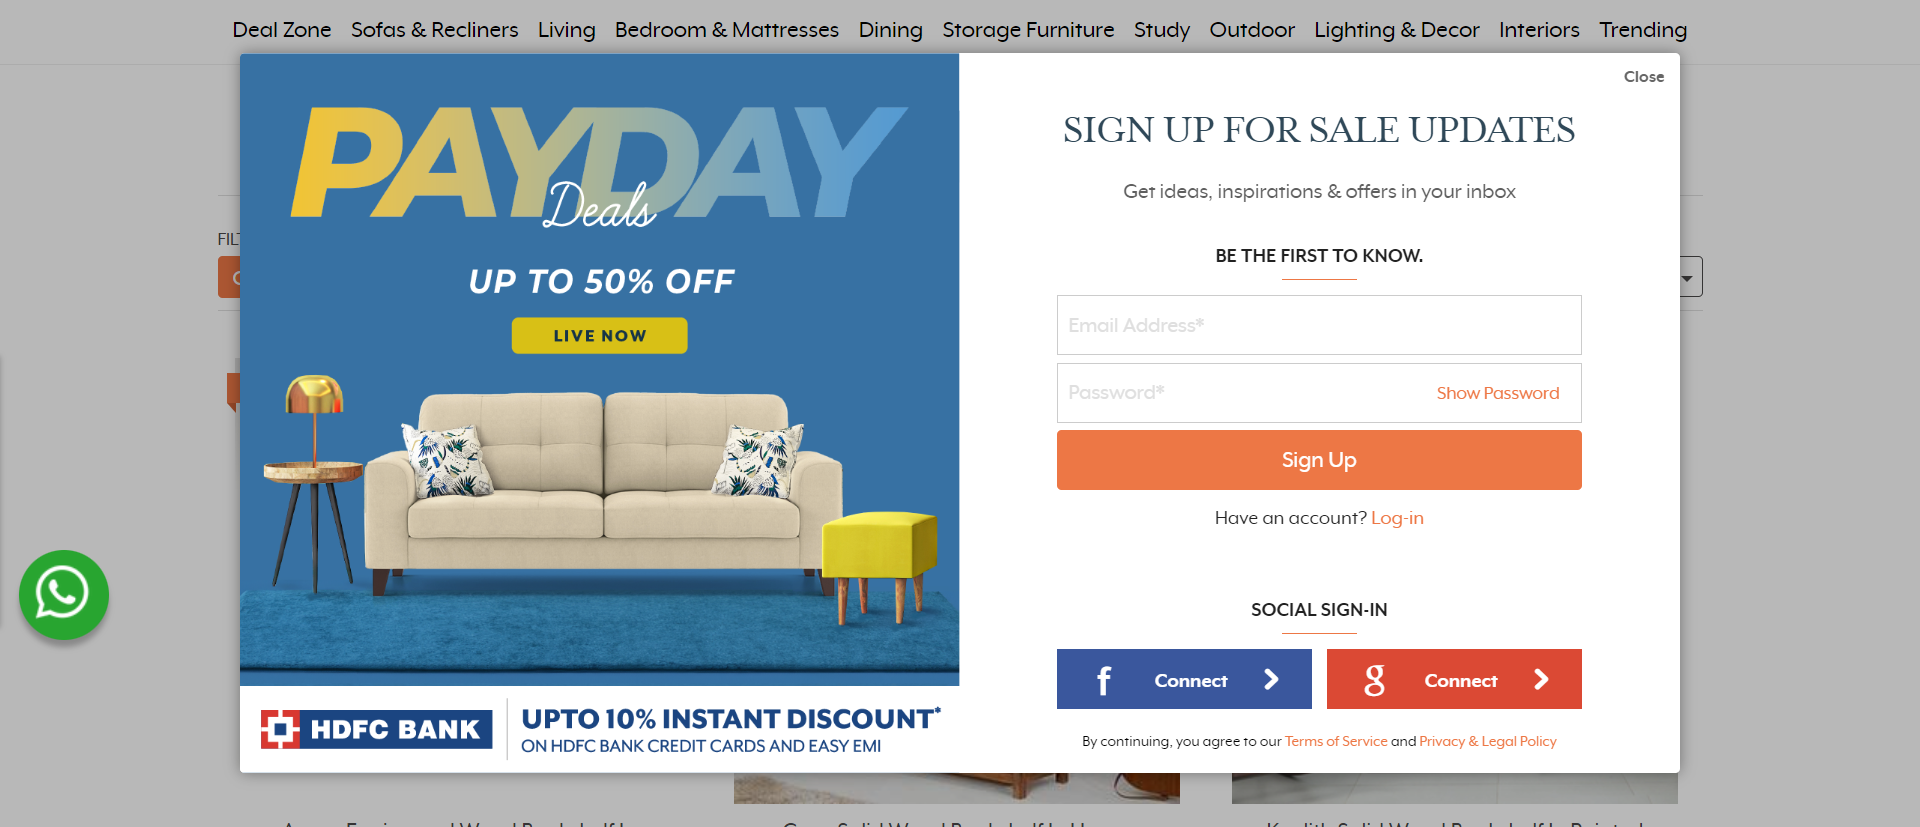 Deal Zone Sofas & Recliners Living Bedroom & Mattresses Dining Storage Furniture Study Outdoor Lighting & Decor Interiors Trending
Close
PAYDAY
Deals
UP TO 50% OFF
LIVE NOW
HDFC BANK
UPTO 10% INSTANT DISCOUNT*
ON HDFC BANK CREDIT CARDS AND EASY EMI
SIGN UP FOR SALE UPDATES
Get ideas, inspirations & offers in your inbox
BE THE FIRST TO KNOW.
Email Address*
Password* Show Password
Sign Up
Have an account? Log-in
SOCIAL SIGN-IN
f Connect
g Connect
By continuing, you agree to our Terms of Service and Privacy & Legal Policy